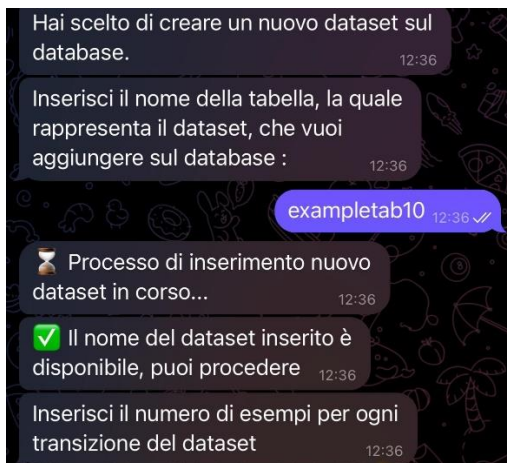 Hai scelto di creare un nuovo dataset sul
database.
12:36
Inserisci il nome della tabella, la quale
rappresenta il dataset, che vuoi
aggiungere sul database :
12:36
exampletab10 12:36
⏳ Processo di inserimento nuovo
dataset in corso...
12:36
✅ Il nome del dataset inserito è
disponibile, puoi procedere 12:36
Inserisci il numero di esempi per ogni
transizione del dataset
12:36